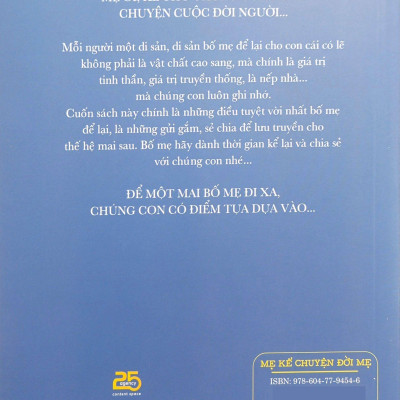 CHUYỆN CUỘC ĐỜI NGƯỜI...
Mỗi người một di sản, di sản bố mẹ để lại cho con cái có lẽ
không phải là vật chất cao sang, mà chính là giá trị
tinh thần, giá trị truyền thống, là nếp nhà...
mà chúng con luôn ghi nhớ.
Cuốn sách này chính là những điều tuyệt vời nhất bố mẹ
để lại, là những gửi gắm, sẻ chia để lưu truyền cho
thế hệ mai sau. Bố mẹ hãy dành thời gian kể lại và chia sẻ
với chúng con nhé...
ĐỂ MỘT MAI BỐ MẸ ĐI XA,
CHÚNG CON CÓ ĐIỂM TỰA DỰA VÀO...
25
agency
content space
MẸ KỂ CHUYỆN ĐỜI MẸ
ISBN: 978-604-77-9454-6